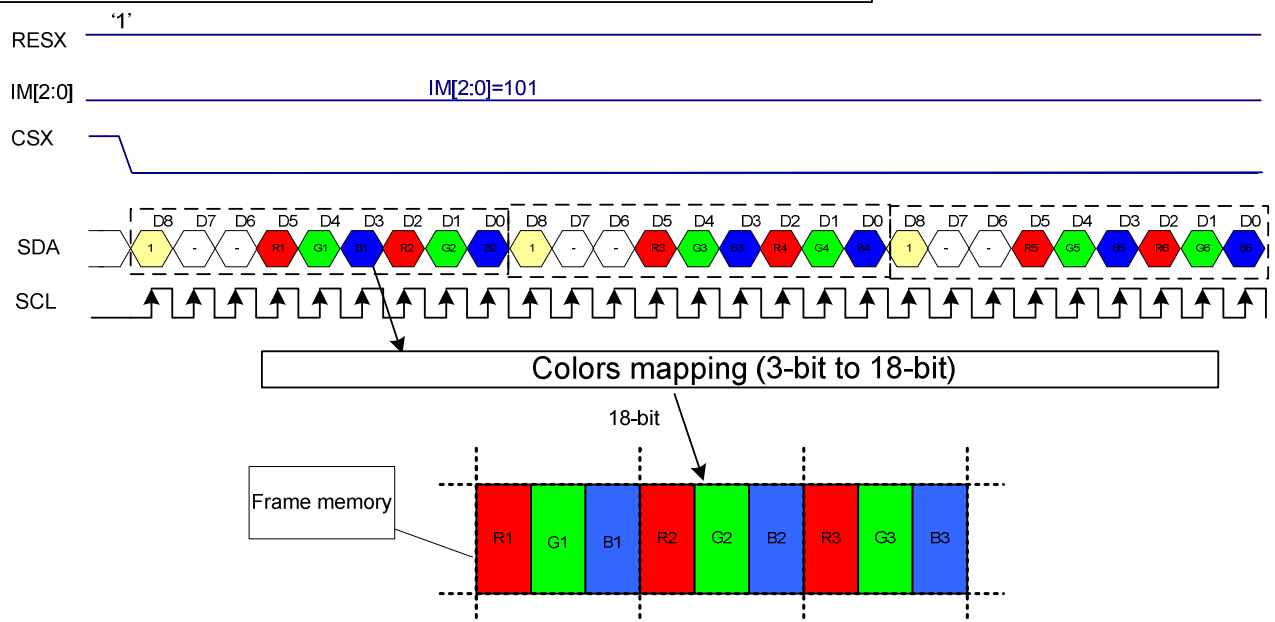 ‘1’
RESX
IM[2:0]
IM[2:0]=101
CSX
D8 D7 D6 D5 D4 D3 D2 D1 D0 D8 D7 D6 D5 D4 D3 D2 D1 D0 D8 D7 D6 D5 D4 D3 D2 D1 D0
SDA 1 - - R1 G1 B1 R2 G2 B2 1 - - R3 G3 B3 R4 G4 B4 1 - - R5 G5 B5 R6 G6 B6
SCL
Colors mapping (3-bit to 18-bit)
18-bit
Frame memory
R1 G1 B1 R2 G2 B2 R3 G3 B3